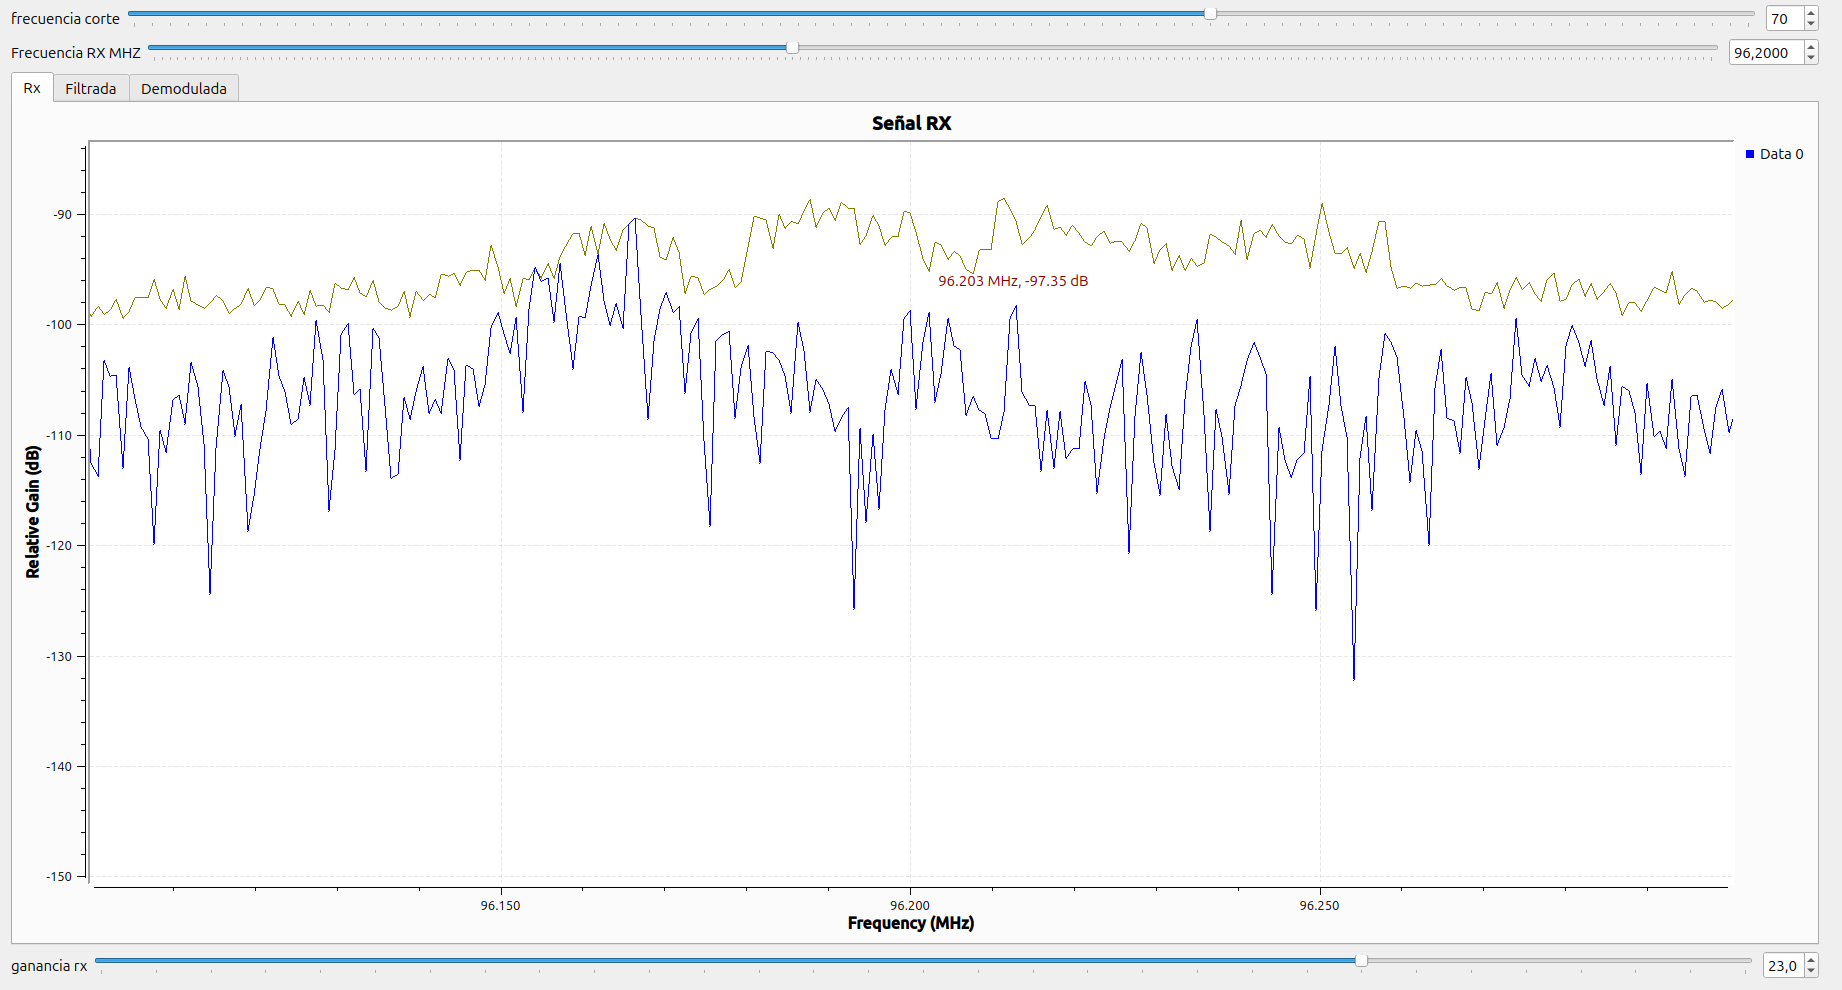 frecuencia corte 70
Frecuencia RX MHZ 96,2000
Rx Filtrada Demodulada
Señal RX
Data 0
-90
96.203 MHz, -97.35 dB
-100
-110
Relative Gain (dB)
-120
-130
-140
-150
96.150 96.200 96.250
Frequency (MHz)
ganancia rx 23,0